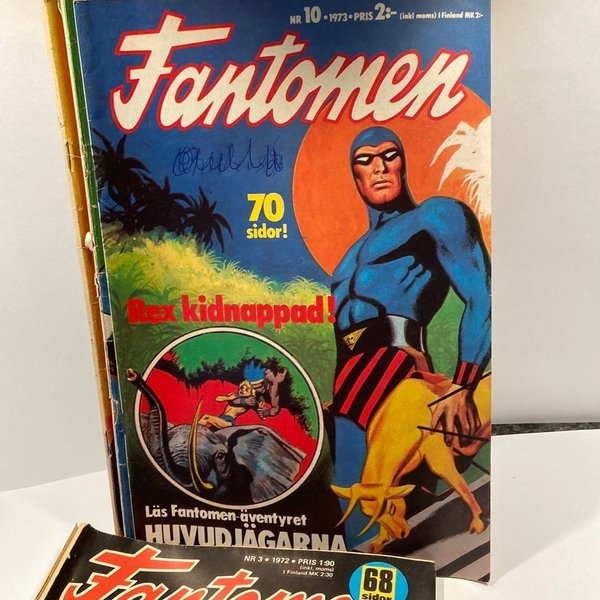 NR 10 • 1973 • PRIS 2:- (inkl moms) I Finland MK 2:-
Fantomen
70
sidor!
Rex kidnappad!
Läs Fantomen-äventyret
HUVUDJÄGARNA
NR 3 • 1972 • PRIS 1:90
(inkl. moms)
I Finland MK 2:30
Fantomen
68
sidor